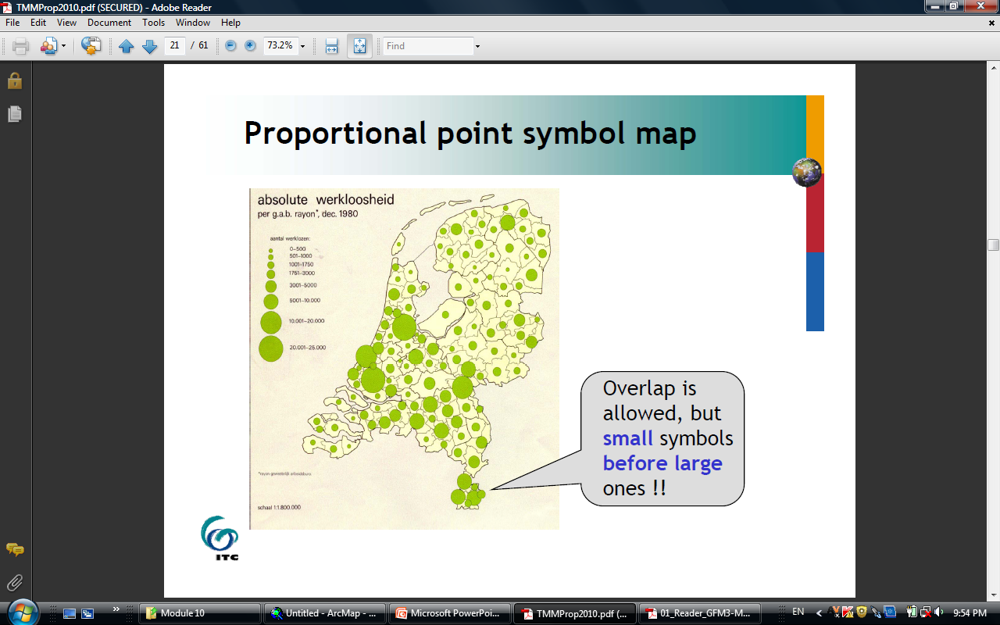 TMMProp2010.pdf (SECURED) - Adobe Reader
File Edit View Document Tools Window Help
21 / 61 73.2% Find
Proportional point symbol map
absolute werkloosheid
per g.a.b. rayon*, dec. 1980
aantal werklozen:
0-500
501-1000
1001-1750
1751-3000
3001-5000
5001-10.000
10.001-20.000
20.001-25.000
Overlap is
allowed, but
small symbols
before large
ones !!
*rayon gewestelijk arbeidsburo
schaal 1:1.800.000
ITC
Module 10
Untitled - ArcMap - ...
Microsoft PowerPoi...
TMMProp2010.pdf (...
01_Reader_GFM3-M...
EN
9:54 PM